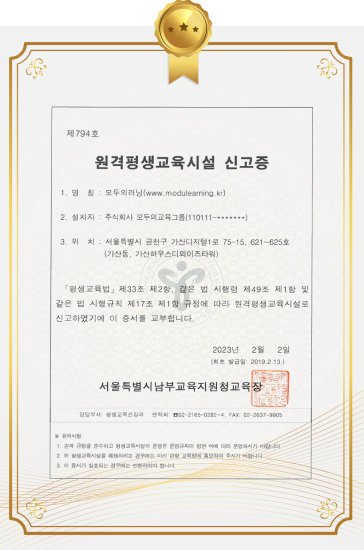 제794호
원격평생교육시설 신고증
1. 명 칭 : 모두의러닝(www.modulearning.kr)
2. 설치자 : 주식회사 모두의교육그룹(110111-*******)
3. 위 치 : 서울특별시 금천구 가산디지털1로 75-15, 621~625호
(가산동, 가산하우스디와이즈타워)
「평생교육법」제33조 제2항, 같은 법 시행령 제49조 제1항 및
같은 법 시행규칙 제17조 제1항 규정에 따라 원격평생교육시설로
신고하였기에 이 증서를 교부합니다.
2023년 2월 2일
(최초 발급일: 2019.2.13.)
서울특별시남부교육지원청교육장
담당부서: 평생교육건강과 연락처: ☎02-2165-0282~4, FAX: 02-2637-9905
※ 유의사항
1. 관계 규정을 준수하고 평생교육시설의 운영은 운영규칙이 정한 바에 따라 운영하시기 바랍니다.
2. 위 평생교육시설을 폐쇄하려는 경우에는 미리 관할 교육청에 통보하여 주시기 바랍니다.
3. 이 증서가 실효되는 경우에는 반환하여야 합니다.